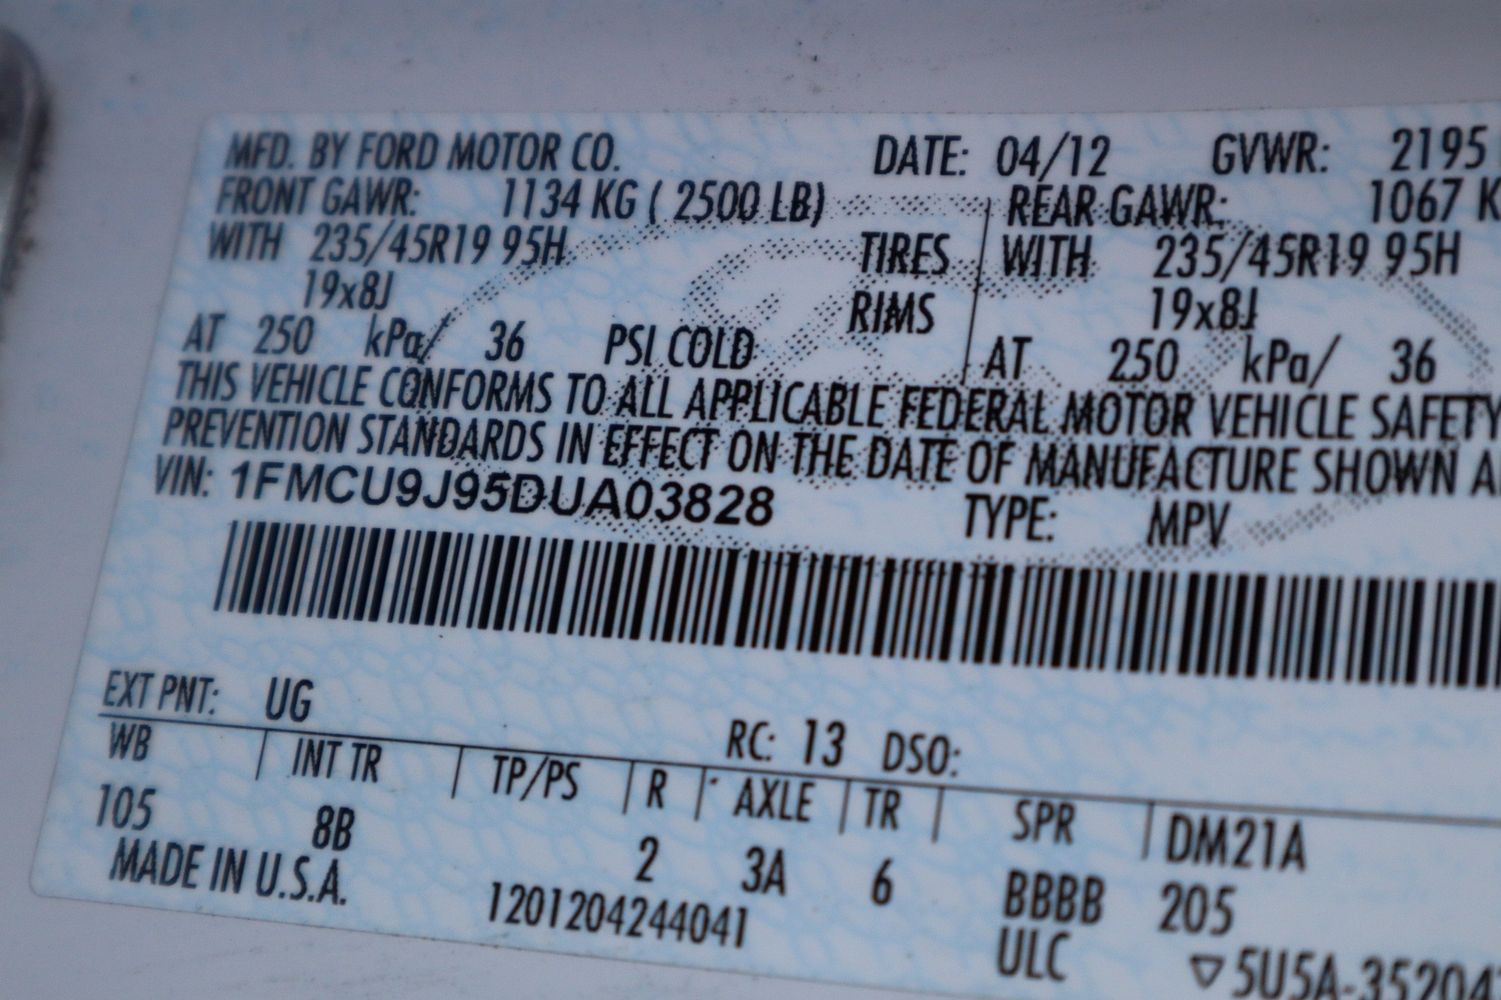 MFD. BY FORD MOTOR CO. DATE: 04/12 GVWR: 2195
FRONT GAWR: 1134 KG ( 2500 LB) REAR GAWR: 1067 K
WITH 235/45R19 95H TIRES WITH 235/45R19 95H
19x8J RIMS 19x8J
AT 250 kPa/ 36 PSI COLD AT 250 kPa/ 36
THIS VEHICLE CONFORMS TO ALL APPLICABLE FEDERAL MOTOR VEHICLE SAFETY
PREVENTION STANDARDS IN EFFECT ON THE DATE OF MANUFACTURE SHOWN A
VIN: 1FMCU9J95DUA03828 TYPE: MPV
EXT PNT: UG RC: 13 DSO:
WB INT TR TP/PS R AXLE TR SPR DM21A
105 8B 2 3A 6 BBBB 205
MADE IN U.S.A. 1201204244041 ULC ▽5U5A-35204